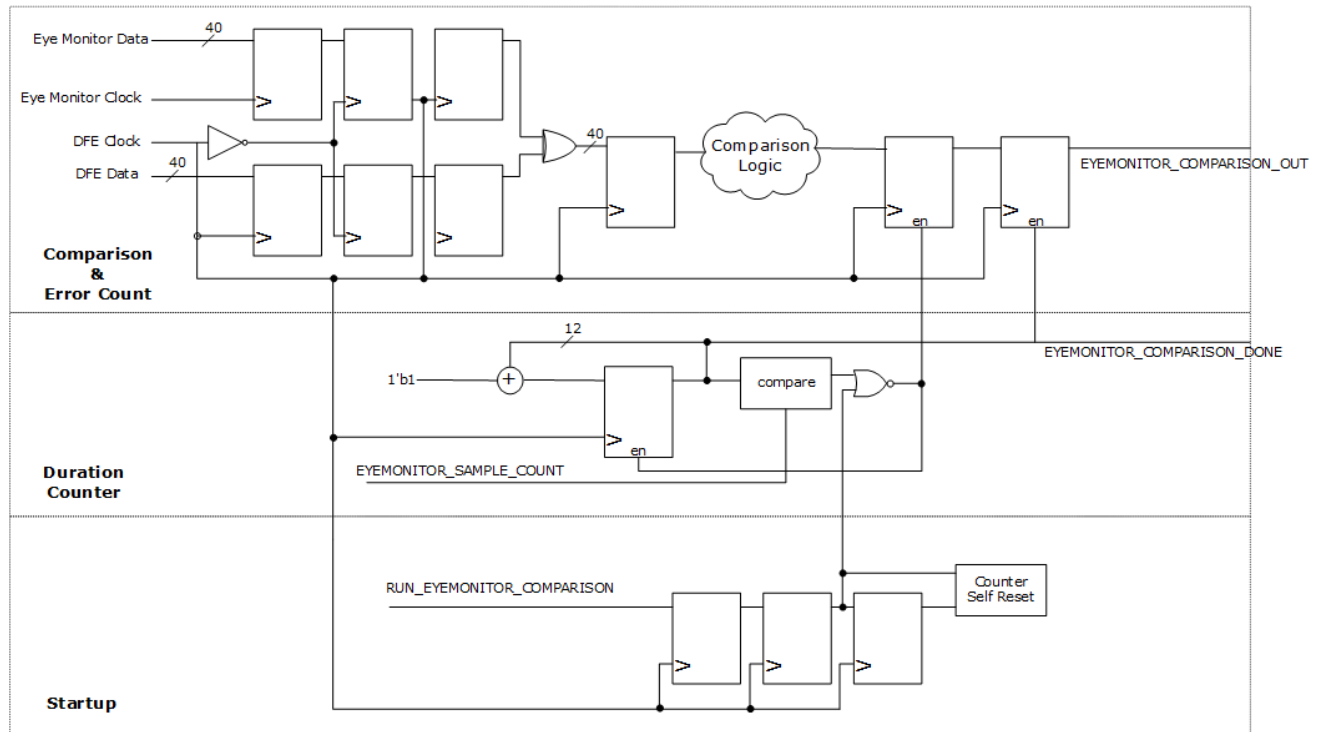 Eye Monitor Data
40
Eye Monitor Clock
DFE Clock
40
DFE Data
40
Comparison
Logic
EYEMONITOR_COMPARISON_OUT
en
en
Comparison
&
Error Count
12
EYEMONITOR_COMPARISON_DONE
1'b1
+
compare
en
EYEMONITOR_SAMPLE_COUNT
Duration
Counter
RUN_EYEMONITOR_COMPARISON
Counter
Self Reset
Startup